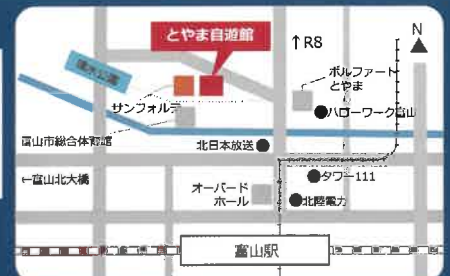 とやま自遊館
↑R8
N
ボルファート
とやま
環水公園
サンフォルテ
ハローワーク富山
富山市総合体育館
北日本放送
←富山北大橋
タワー111
オーバード
ホール
北陸電力
富山駅